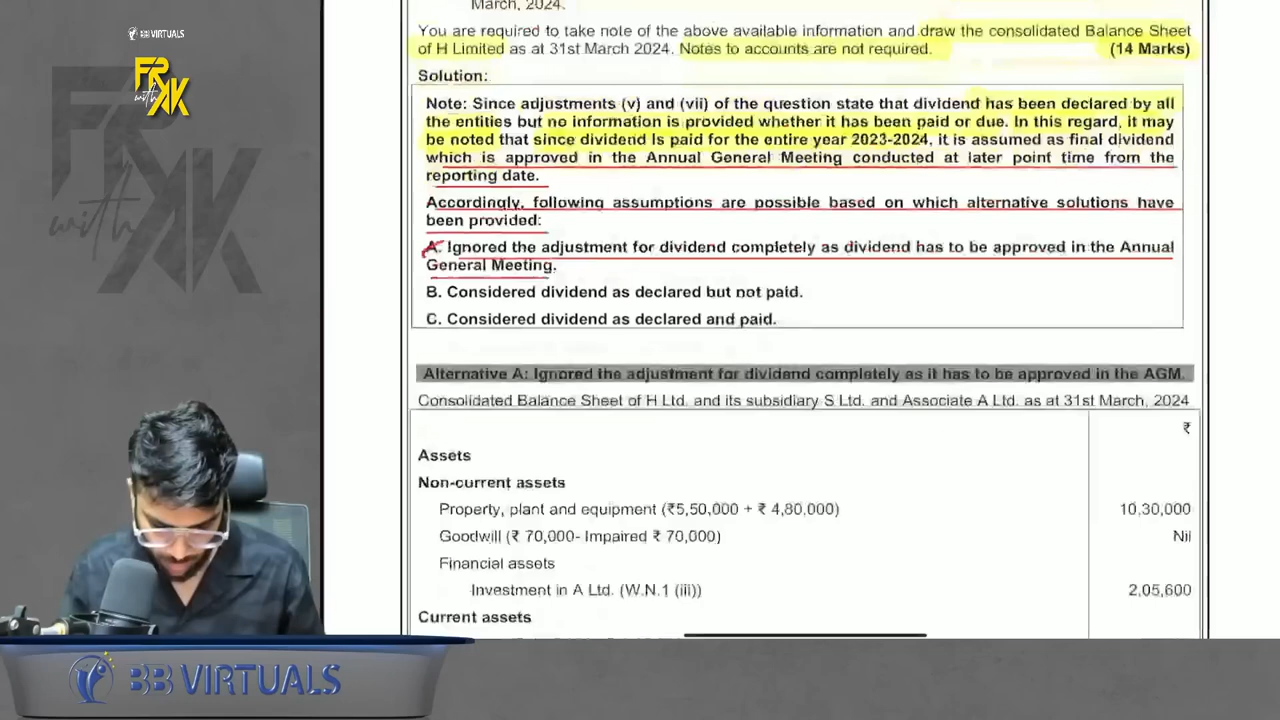 BB VIRTUALS
FR
with
AK
FR
with
AK
March, 2024.
You are required to take note of the above available information and draw the consolidated Balance Sheet
of H Limited as at 31st March 2024. Notes to accounts are not required. (14 Marks)
Solution:
Note: Since adjustments (v) and (vii) of the question state that dividend has been declared by all
the entities but no information is provided whether it has been paid or due. In this regard, it may
be noted that since dividend is paid for the entire year 2023-2024, it is assumed as final dividend
which is approved in the Annual General Meeting conducted at later point time from the
reporting date.
Accordingly, following assumptions are possible based on which alternative solutions have
been provided:
A. Ignored the adjustment for dividend completely as dividend has to be approved in the Annual
General Meeting.
B. Considered dividend as declared but not paid.
C. Considered dividend as declared and paid.
Alternative A: Ignored the adjustment for dividend completely as it has to be approved in the AGM.
Consolidated Balance Sheet of H Ltd. and its subsidiary S Ltd. and Associate A Ltd. as at 31st March, 2024
₹
Assets
Non-current assets
Property, plant and equipment (₹5,50,000 + ₹ 4,80,000) 10,30,000
Goodwill (₹ 70,000- Impaired ₹ 70,000) Nil
Financial assets
Investment in A Ltd. (W.N.1 (iii)) 2,05,600
Current assets
BB VIRTUALS